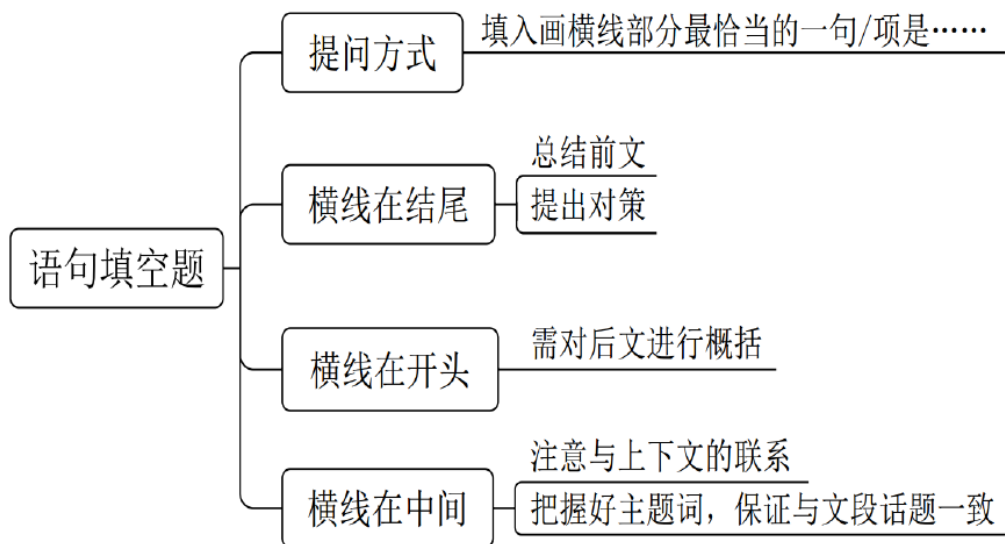 提问方式
填入画横线部分最恰当的一句/项是……
总结前文
横线在结尾
提出对策
语句填空题
横线在开头
需对后文进行概括
注意与上下文的联系
横线在中间
把握好主题词，保证与文段话题一致